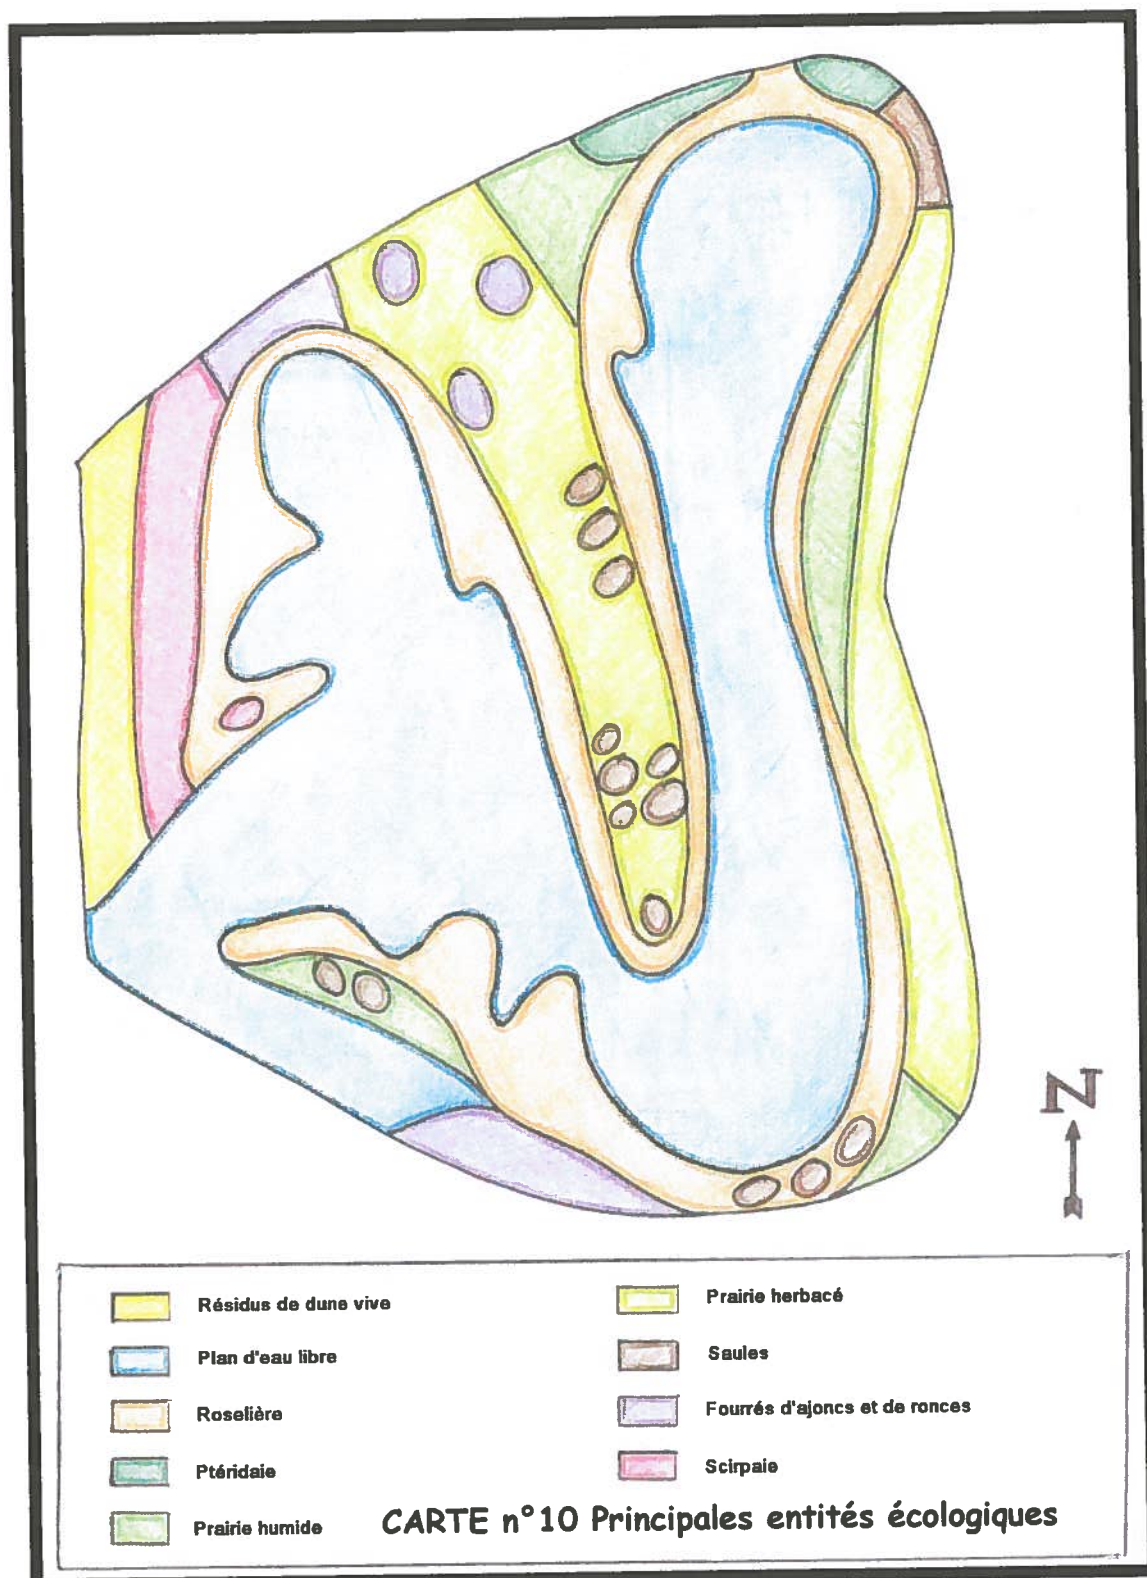 N
Résidus de dune vive
Plan d'eau libre
Roselière
Ptéridaie
Prairie humide
Prairie herbacé
Saules
Fourrés d'ajoncs et de ronces
Scirpaie
CARTE n°10 Principales entités écologiques